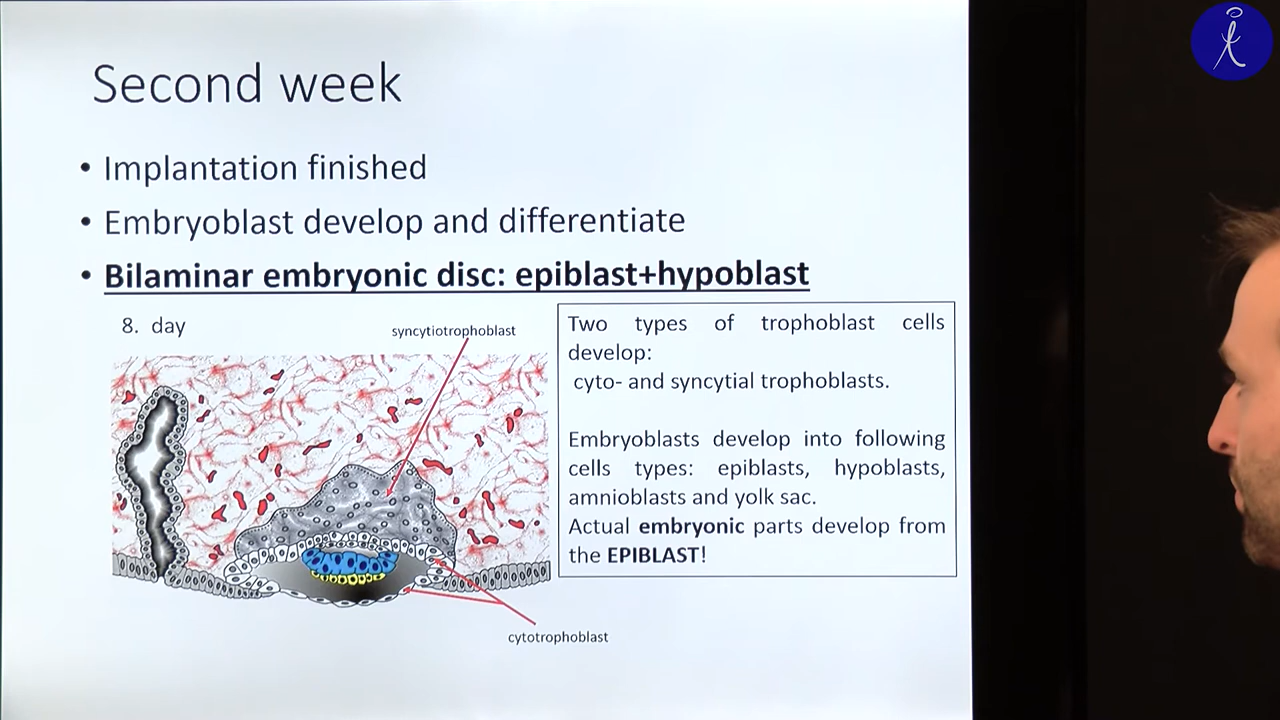 Second week
• Implantation finished
• Embryoblast develop and differentiate
• Bilaminar embryonic disc: epiblast+hypoblast
8. day
syncytiotrophoblast
cytotrophoblast
Two types of trophoblast cells
develop:
cyto- and syncytial trophoblasts.
Embryoblasts develop into following
cells types: epiblasts, hypoblasts,
amnioblasts and yolk sac.
Actual embryonic parts develop from
the EPIBLAST!